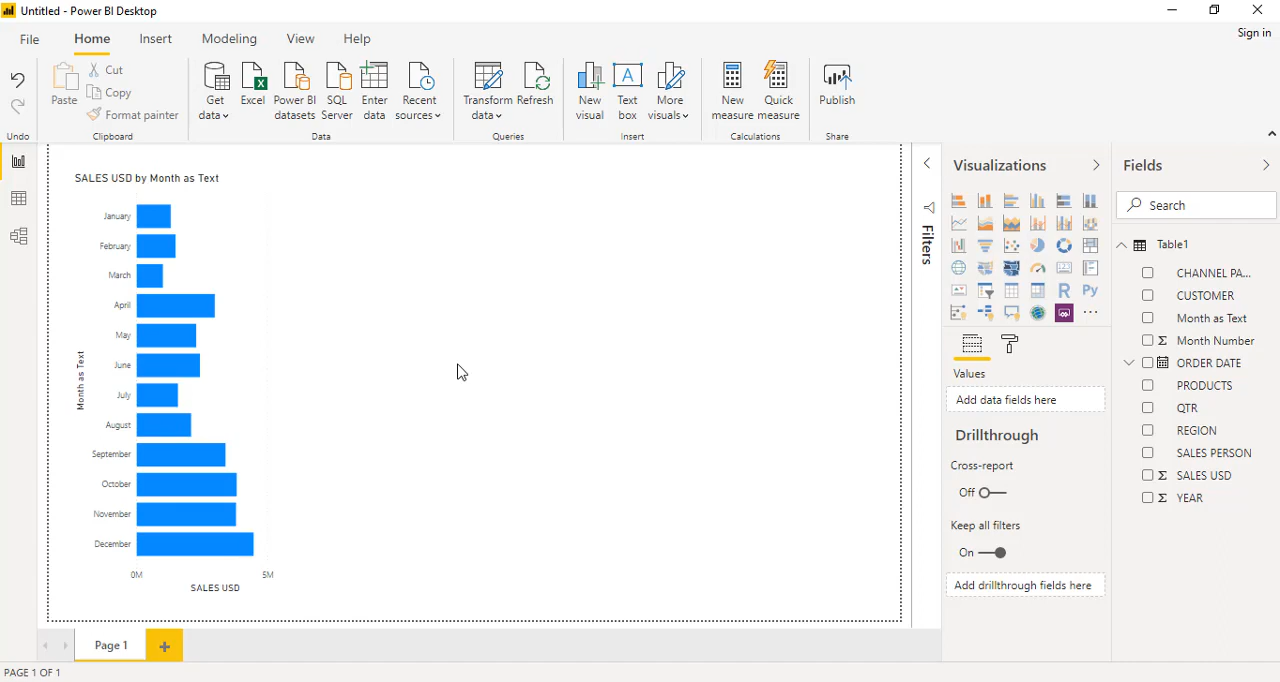 Untitled - Power BI Desktop
Sign in
File Home Insert Modeling View Help
Paste
Cut
Copy
Format painter
Get data
Excel
Power BI datasets
SQL Server
Enter data
Recent sources
Transform data
Refresh
New visual
Text box
More visuals
New measure
Quick measure
Publish
Undo Clipboard Data Queries Insert Calculations Share
SALES USD by Month as Text
January
February
March
April
May
June
July
August
September
October
November
December
Month as Text
0M 5M
SALES USD
Filters
Visualizations
R Py
Values
Add data fields here
Drillthrough
Cross-report
Off
Keep all filters
On
Add drillthrough fields here
Fields
Search
Table1
CHANNEL PA...
CUSTOMER
Month as Text
Σ Month Number
ORDER DATE
PRODUCTS
QTR
REGION
SALES PERSON
Σ SALES USD
Σ YEAR
Page 1
PAGE 1 OF 1